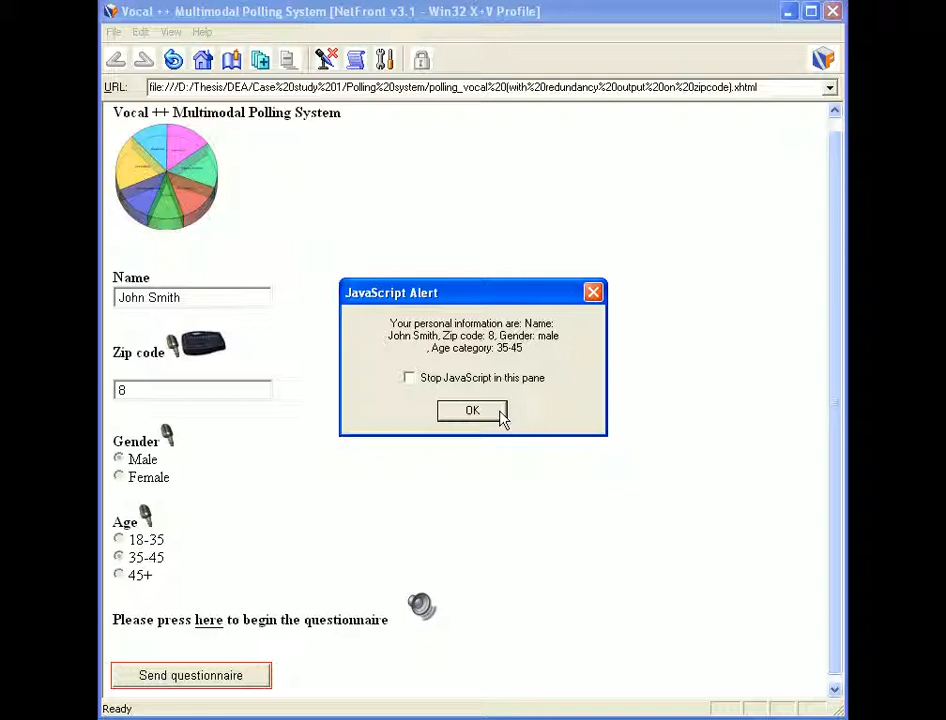 Vocal ++ Multimodal Polling System [NetFront v3.1 - Win32 X+V Profile]
File Edit View Help
URL: file:///D:/Thesis/DEA/Case%20study%201/Polling%20system/polling_vocal%20(with%20redundancy%20output%20on%20zipcode).xhtml
Vocal ++ Multimodal Polling System
Name
John Smith
Zip code
8
Gender
Male
Female
Age
18-35
35-45
45+
Please press here to begin the questionnaire
Send questionnaire
JavaScript Alert
Your personal information are: Name:
John Smith, Zip code: 8, Gender: male
, Age category: 35-45
Stop JavaScript in this pane
OK
Ready